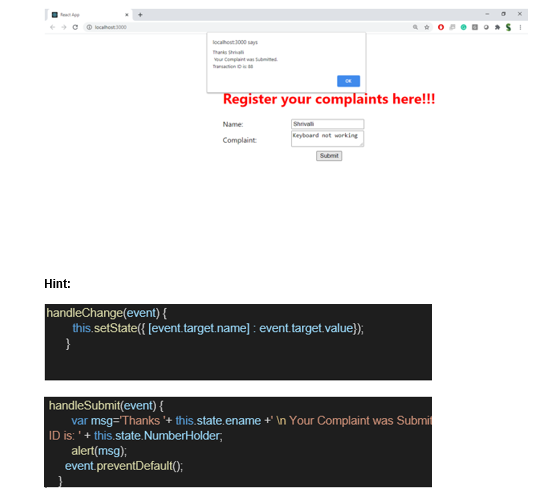 React App
localhost:3000
localhost:3000 says
Thanks Shrivalli
Your Complaint was Submitted.
Transaction ID is:
OK
Register your complaints here!!!
Name:
Shrivalli
Complaint:
Keyboard not working
Submit
Hint:
handleChange(event) {
this.setState({ [event.target.name] : event.target.value});
}
handleSubmit(event) {
var msg='Thanks '+ this.state.ename +' \n Your Complaint was Submit
ID is: ' + this.state.NumberHolder;
alert(msg);
event.preventDefault();
}